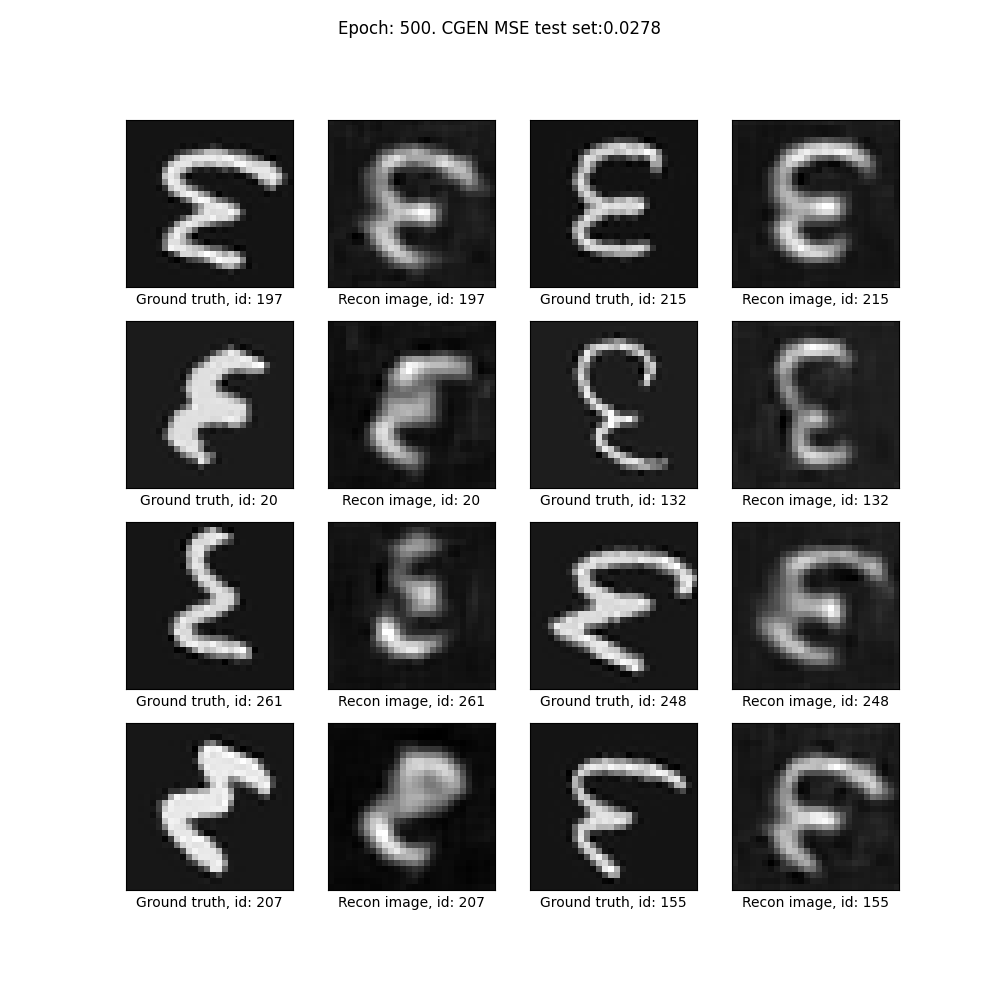 Epoch: 500. CGEN MSE test set:0.0278
Ground truth, id: 197
Recon image, id: 197
Ground truth, id: 215
Recon image, id: 215
Ground truth, id: 20
Recon image, id: 20
Ground truth, id: 132
Recon image, id: 132
Ground truth, id: 261
Recon image, id: 261
Ground truth, id: 248
Recon image, id: 248
Ground truth, id: 207
Recon image, id: 207
Ground truth, id: 155
Recon image, id: 155